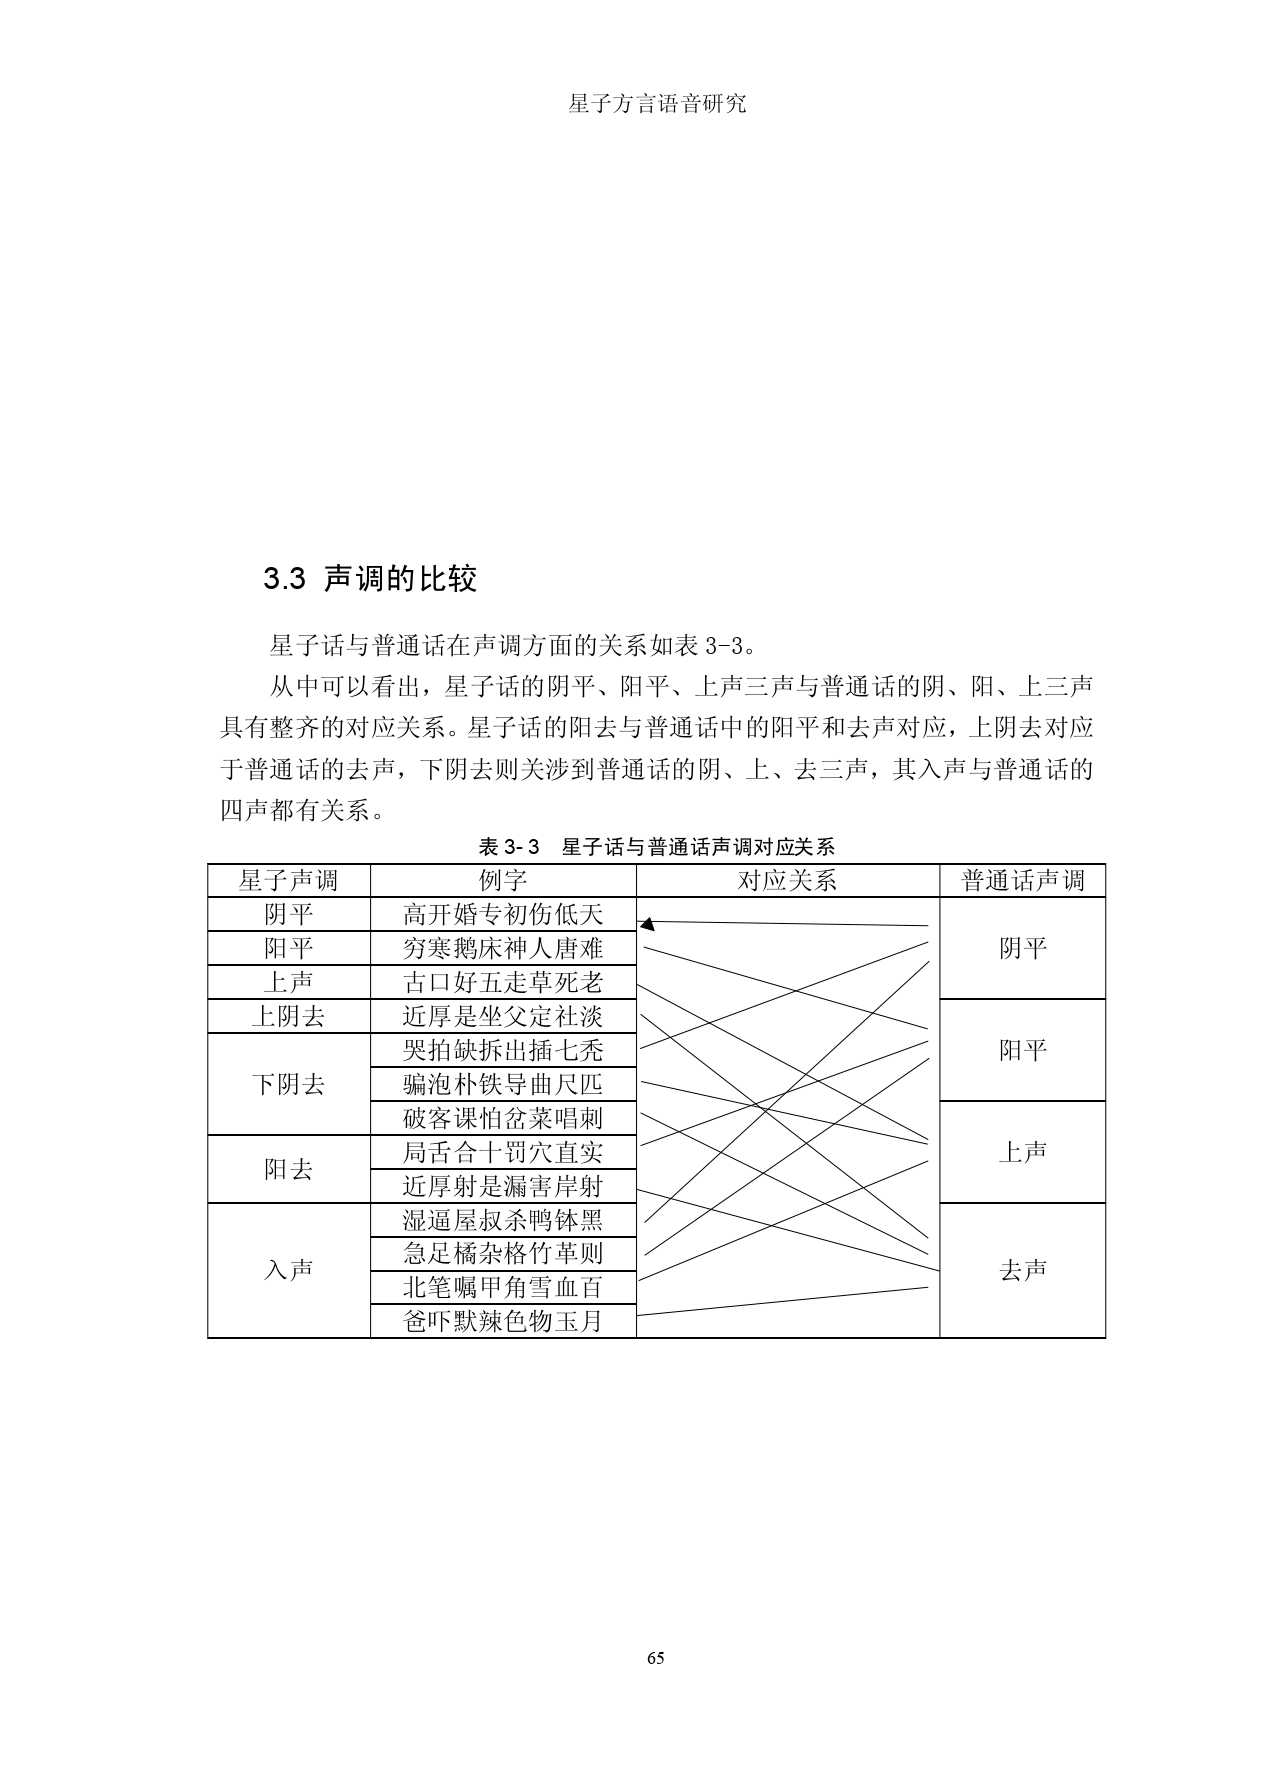 星子方言语音研究
3.3 声调的比较
星子话与普通话在声调方面的关系如表 3-3。
从中可以看出，星子话的阴平、阳平、上声三声与普通话的阴、阳、上三声
具有整齐的对应关系。星子话的阳去与普通话中的阳平和去声对应，上阴去对应
于普通话的去声，下阴去则关涉到普通话的阴、上、去三声，其入声与普通话的
四声都有关系。
表 3-3 星子话与普通话声调对应关系
星子声调 例字 对应关系 普通话声调
阴平 高开婚专初伤低天
阴平
阳平 穷寒鹅床神人唐难
上声 古口好五走草死老
上阴去 近厚是坐父定社淡
阳平
下阴去
哭拍缺拆出插七秃
骗泡朴铁导曲尺匹
破客课怕岔菜唱刺
上声
阳去
局舌合十罚穴直实
近厚射是漏害岸射
入声
湿逼屋叔杀鸭钵黑
急足橘杂格竹革则
去声
北笔嘱甲角雪血百
爸吓默辣色物玉月
65